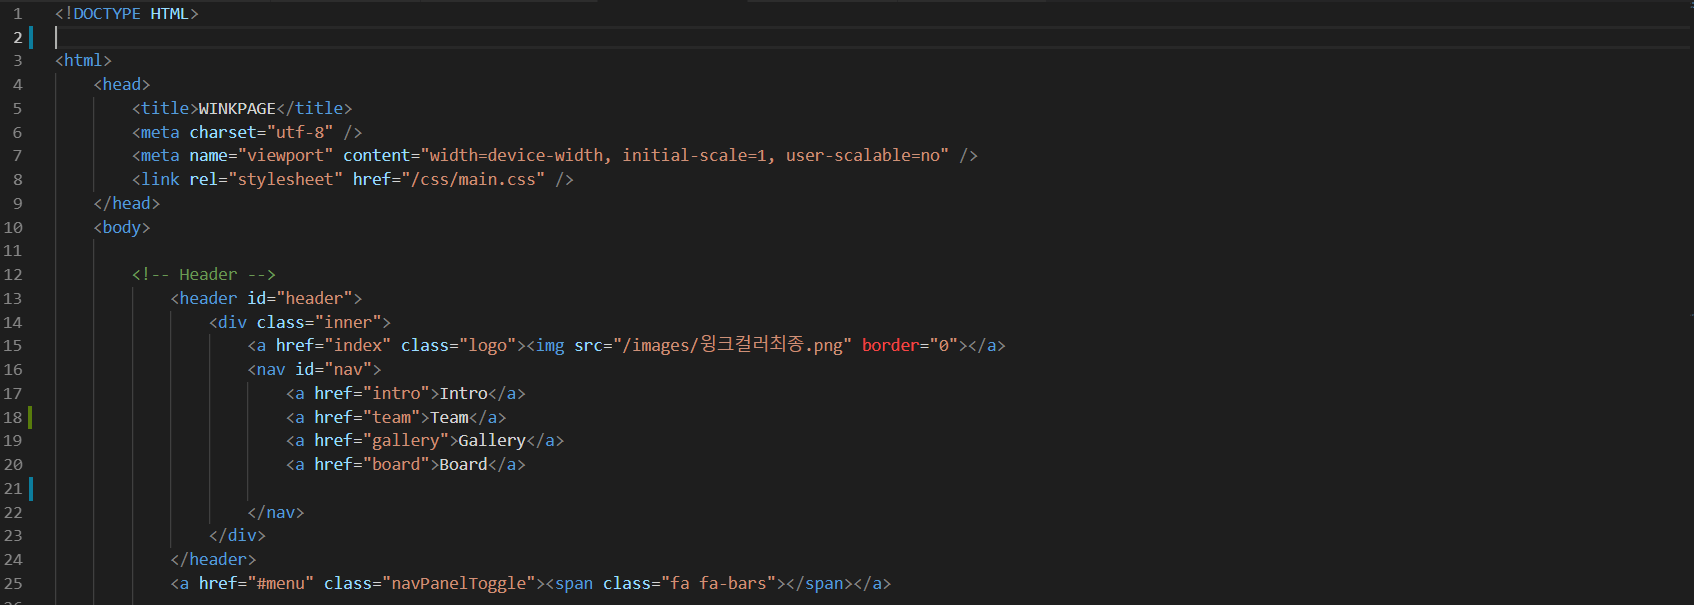 1 <!DOCTYPE HTML>
2
3 <html>
4 <head>
5 <title>WINKPAGE</title>
6 <meta charset="utf-8" />
7 <meta name="viewport" content="width=device-width, initial-scale=1, user-scalable=no" />
8 <link rel="stylesheet" href="/css/main.css" />
9 </head>
10 <body>
11
12 <!-- Header -->
13 <header id="header">
14 <div class="inner">
15 <a href="index" class="logo"><img src="/images/윙크컬러최종.png" border="0"></a>
16 <nav id="nav">
17 <a href="intro">Intro</a>
18 <a href="team">Team</a>
19 <a href="gallery">Gallery</a>
20 <a href="board">Board</a>
21
22 </nav>
23 </div>
24 </header>
25 <a href="#menu" class="navPanelToggle"><span class="fa fa-bars"></span></a>